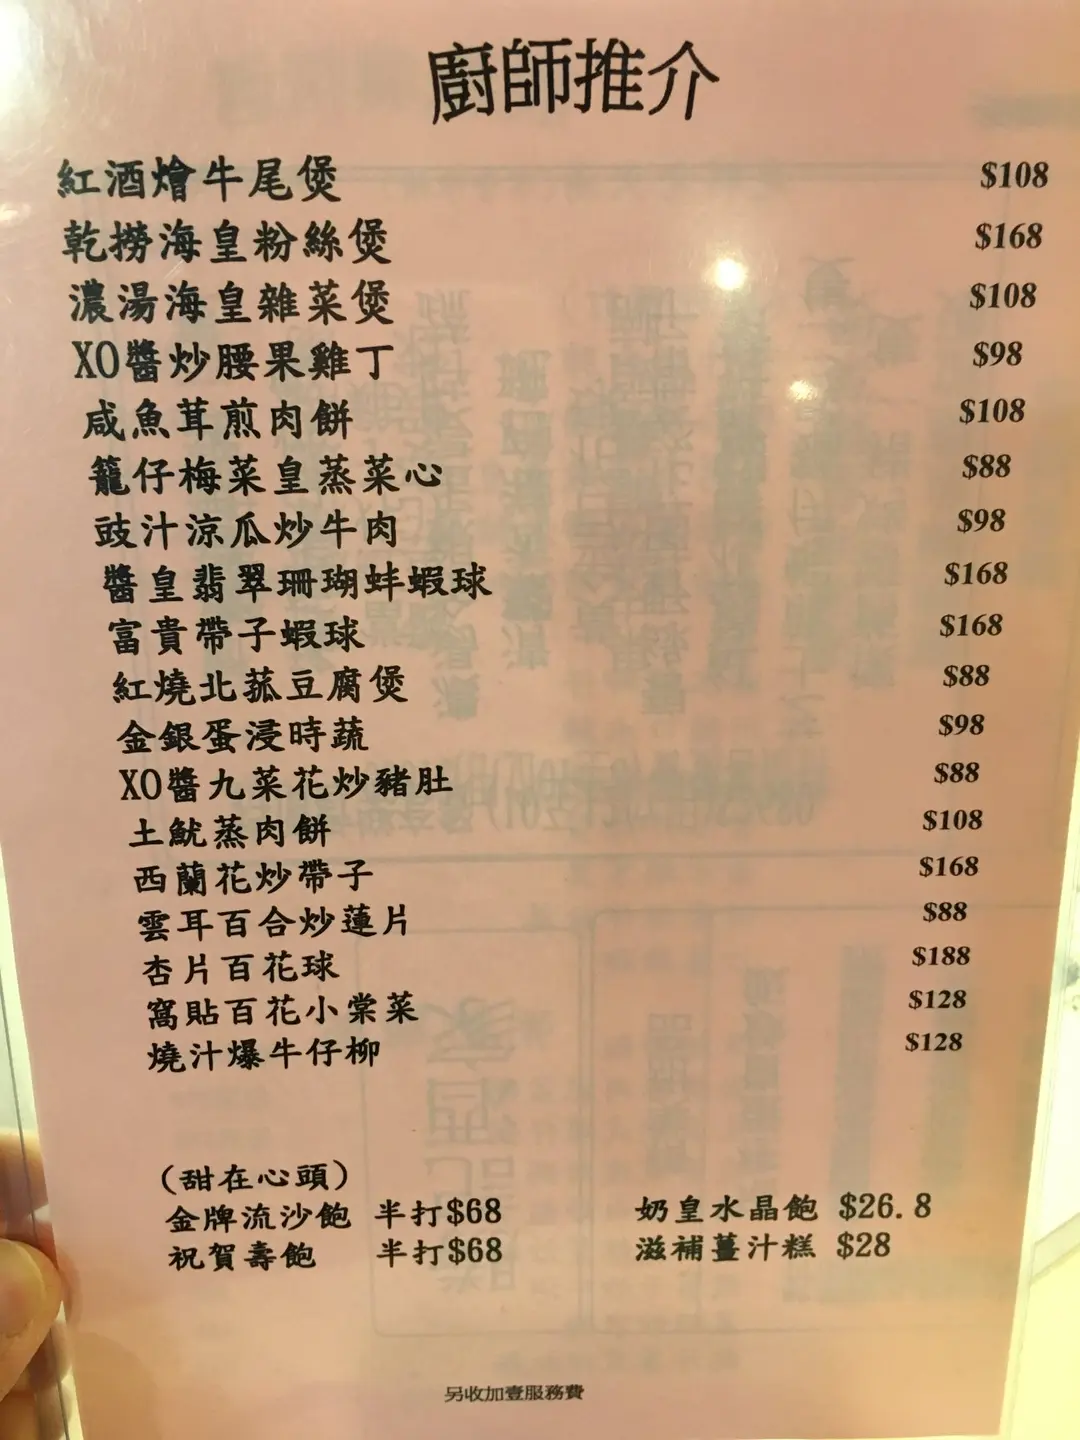 廚師推介
紅酒燴牛尾煲 $108
乾撈海皇粉絲煲 $168
濃湯海皇雜菜煲 $108
XO醬炒腰果雞丁 $98
咸魚茸煎肉餅 $108
籠仔梅菜皇蒸菜心 $88
豉汁涼瓜炒牛肉 $98
醬皇翡翠珊瑚蚌蝦球 $168
富貴帶子蝦球 $168
紅燒北菰豆腐煲 $88
金銀蛋浸時蔬 $98
XO醬九菜花炒豬肚 $88
土魷蒸肉餅 $108
西蘭花炒帶子 $168
雲耳百合炒蓮片 $88
杏片百花球 $188
窩貼百花小棠菜 $128
燒汁爆牛仔柳 $128
(甜在心頭)
金牌流沙飽 半打$68 奶皇水晶飽 $26.8
祝賀壽飽 半打$68 滋補薑汁糕 $28
另收加壹服務費